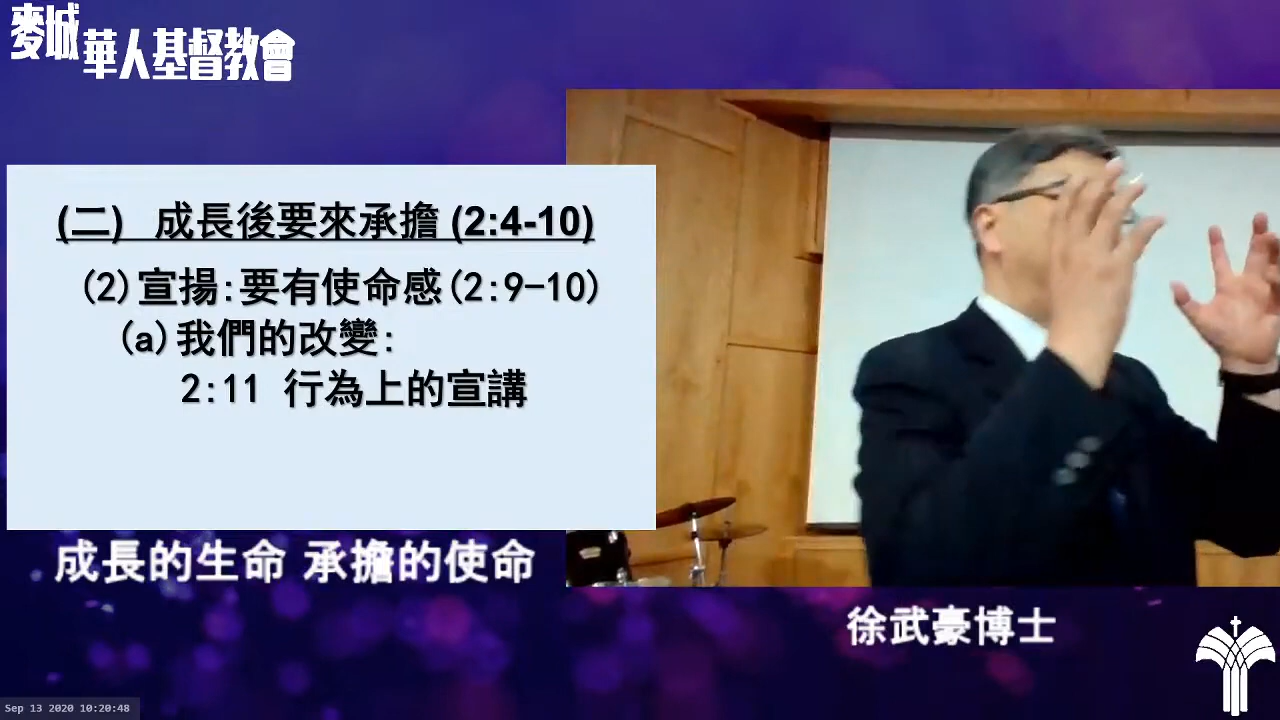 麥城
華人基督教會
(二) 成長後要來承擔 (2:4-10)
(2)宣揚:要有使命感(2:9-10)
(a)我們的改變:
2:11 行為上的宣講
成長的生命 承擔的使命
徐武豪博士
Sep 13 2020 10:20:48